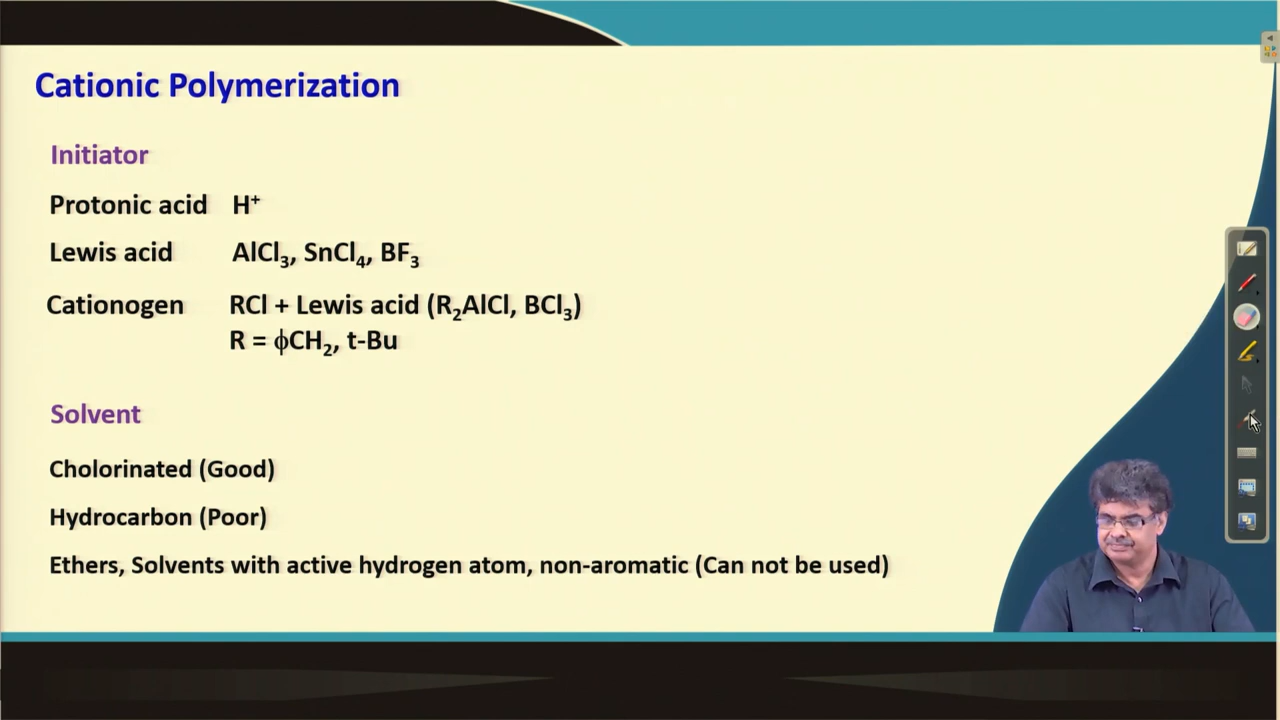 Cationic Polymerization
Initiator
Protonic acid H⁺
Lewis acid AlCl₃, SnCl₄, BF₃
Cationogen RCl + Lewis acid (R₂AlCl, BCl₃)
R = ϕCH₂, t-Bu
Solvent
Cholorinated (Good)
Hydrocarbon (Poor)
Ethers, Solvents with active hydrogen atom, non-aromatic (Can not be used)